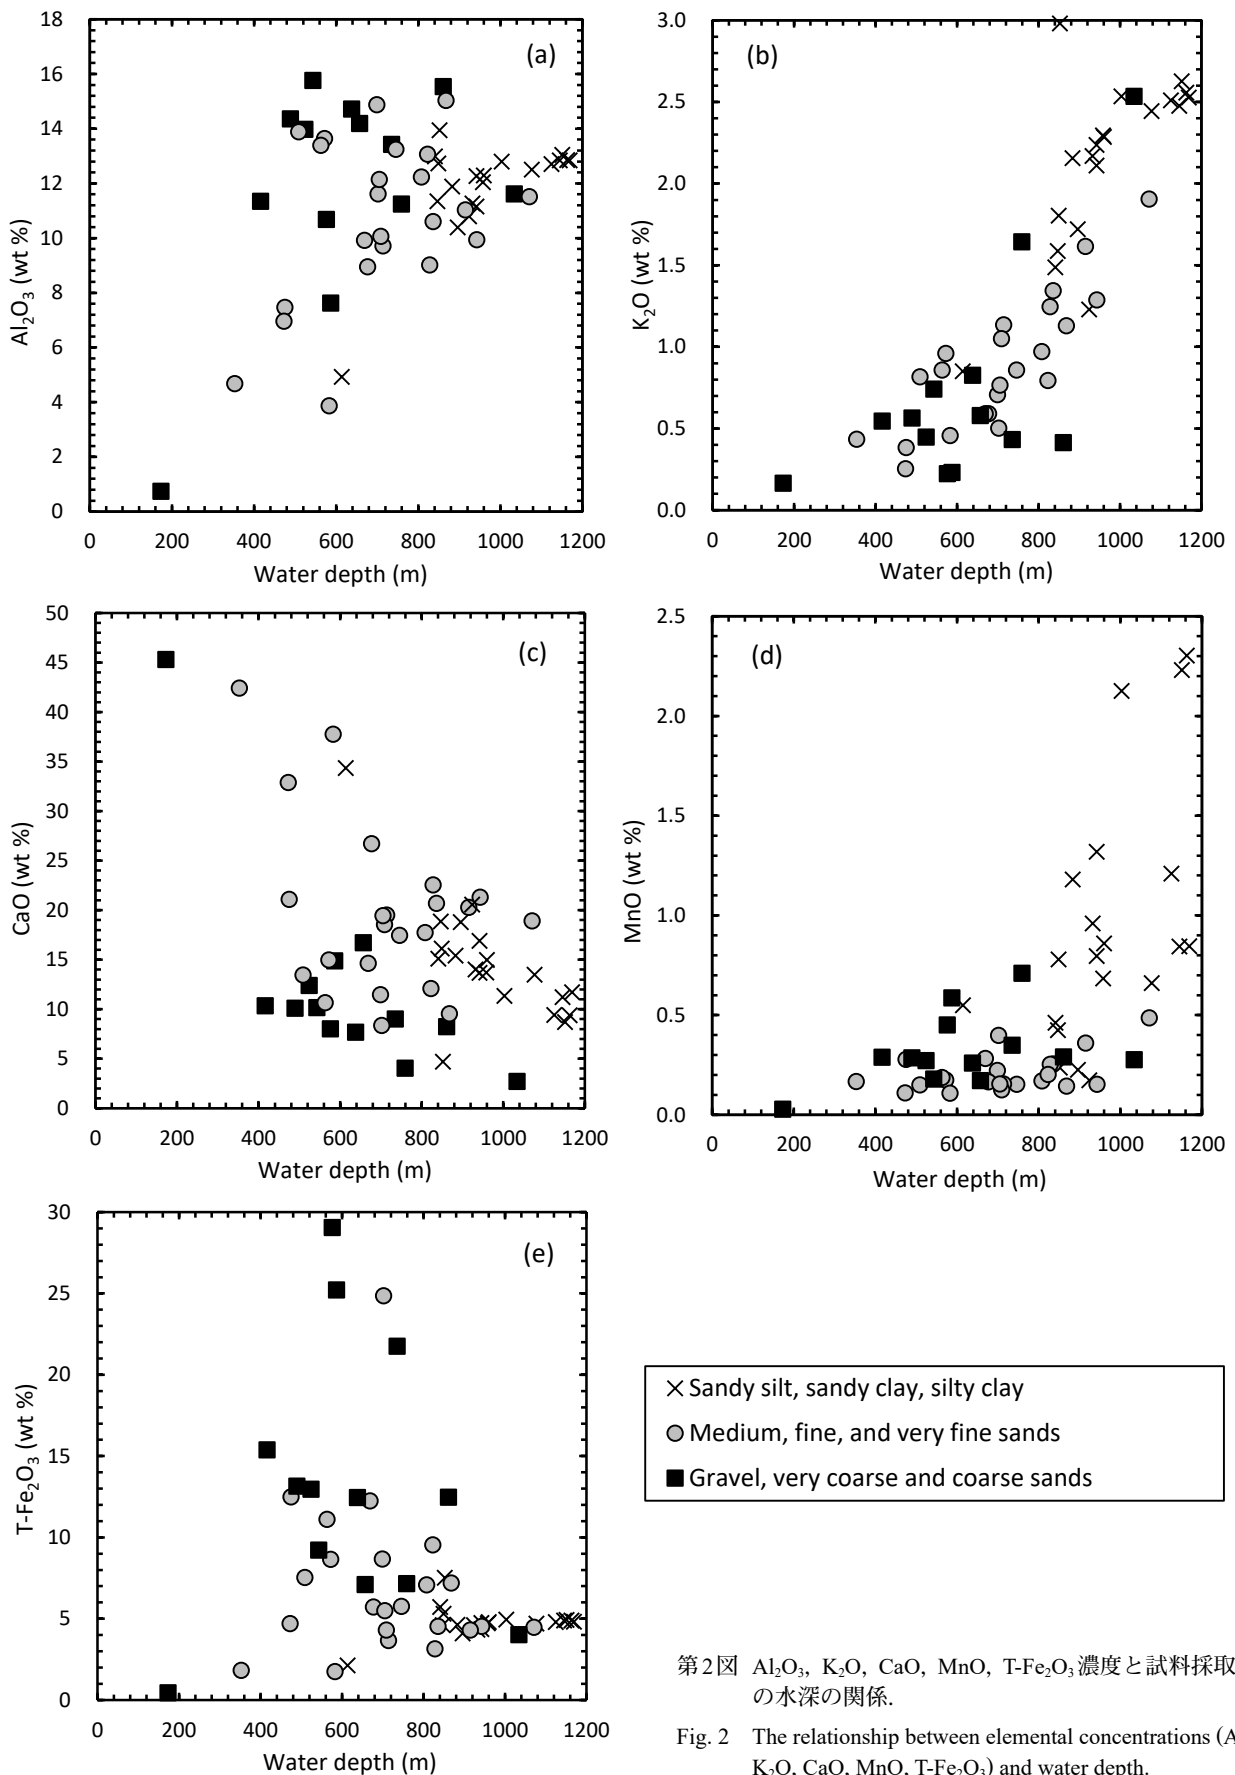 18
16
14
12
10
8
6
4
2
0
Al₂O₃ (wt %)
(a)
0 200 400 600 800 1000 1200
Water depth (m)
3.0
2.5
2.0
1.5
1.0
0.5
0.0
K₂O (wt %)
(b)
0 200 400 600 800 1000 1200
Water depth (m)
50
45
40
35
30
25
20
15
10
5
0
CaO (wt %)
(c)
0 200 400 600 800 1000 1200
Water depth (m)
2.5
2.0
1.5
1.0
0.5
0.0
MnO (wt %)
(d)
0 200 400 600 800 1000 1200
Water depth (m)
30
25
20
15
10
5
0
T-Fe₂O₃ (wt %)
(e)
0 200 400 600 800 1000 1200
Water depth (m)
Sandy silt, sandy clay, silty clay
Medium, fine, and very fine sands
Gravel, very coarse and coarse sands
第2図 Al₂O₃, K₂O, CaO, MnO, T-Fe₂O₃濃度と試料採取
の水深の関係.
Fig. 2 The relationship between elemental concentrations (A
K₂O, CaO, MnO, T-Fe₂O₃) and water depth.